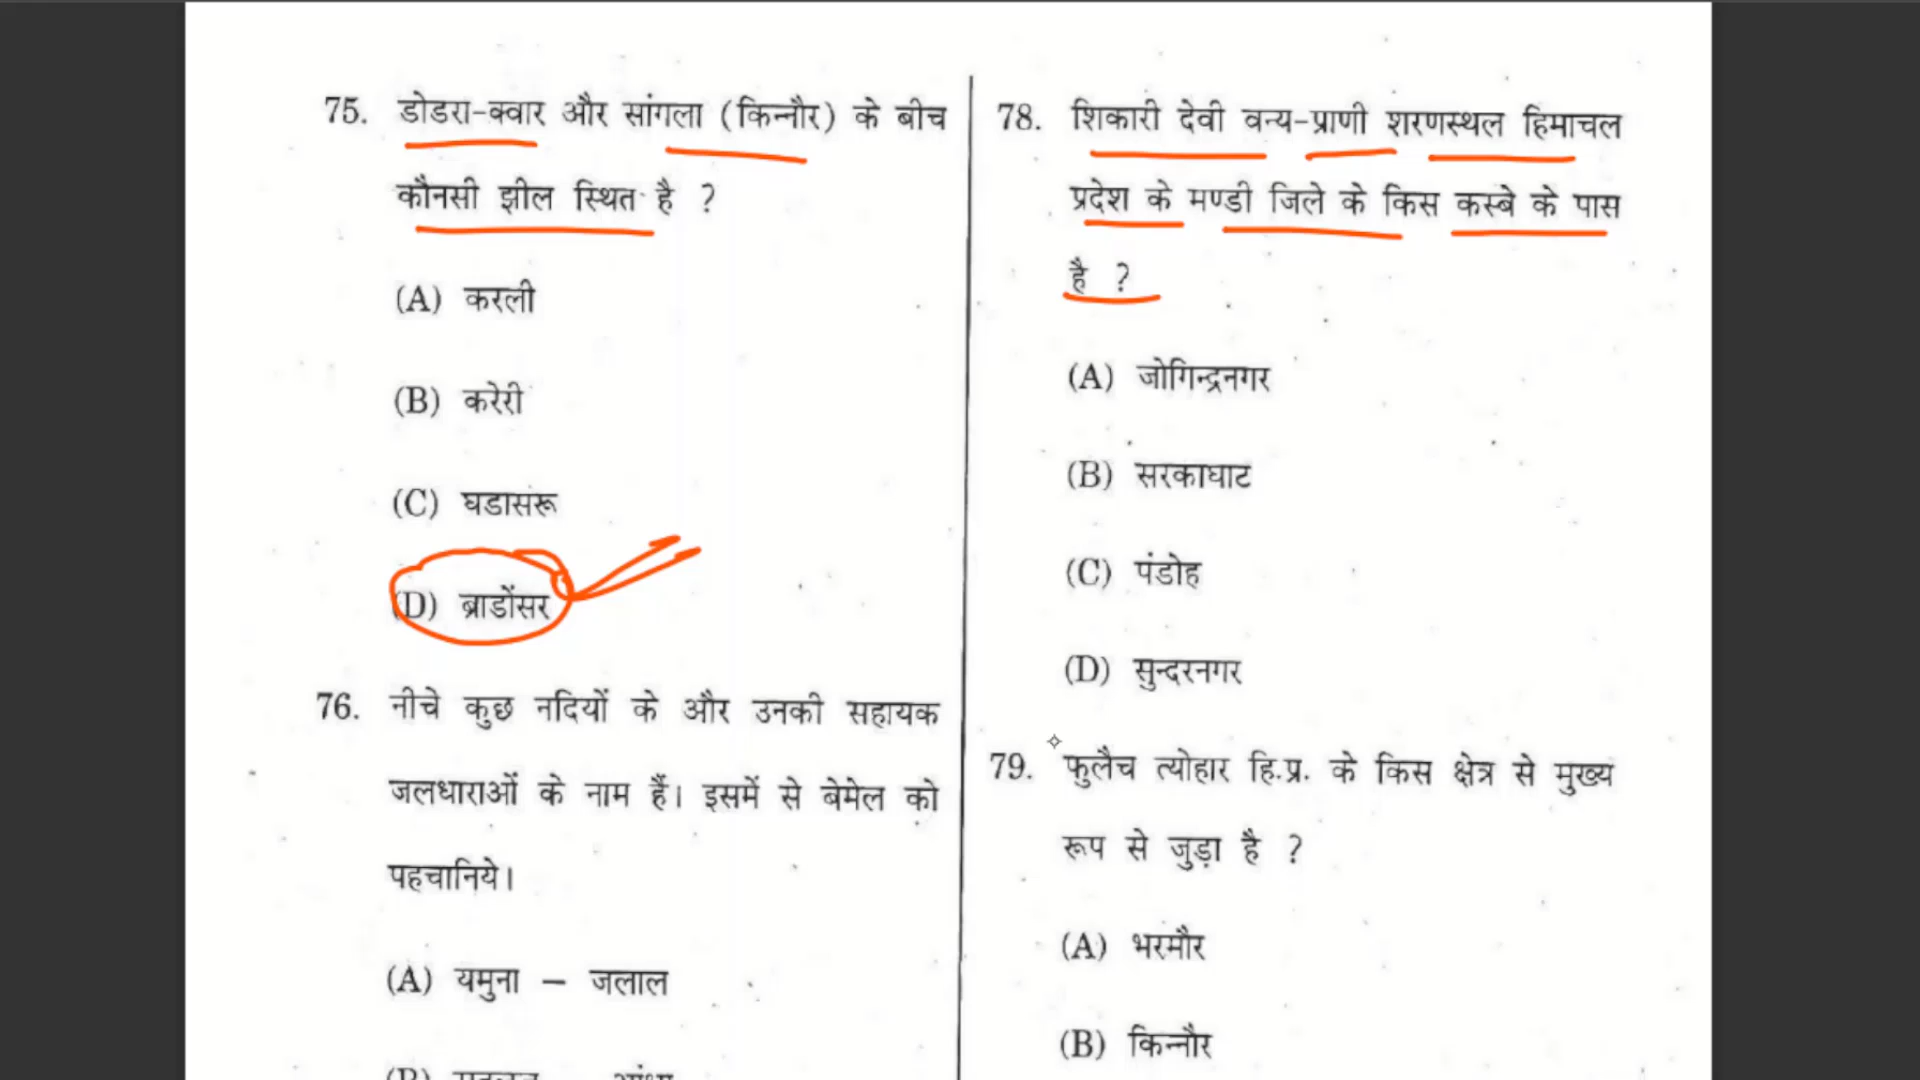 75. डोडरा-क्वार और सांगला (किन्नौर) के बीच
कौनसी झील स्थित है ?
(A) करली
(B) करेरी
(C) घडासरू
(D) ब्राडोंसर
76. नीचे कुछ नदियों के और उनकी सहायक
जलधाराओं के नाम हैं। इसमें से बेमेल को
पहचानिये।
(A) यमुना – जलाल
78. शिकारी देवी वन्य-प्राणी शरणस्थल हिमाचल
प्रदेश के मण्डी जिले के किस कस्बे के पास
है ?
(A) जोगिन्द्रनगर
(B) सरकाघाट
(C) पंडोह
(D) सुन्दरनगर
79. फुलैच त्योहार हि.प्र. के किस क्षेत्र से मुख्य
रूप से जुड़ा है ?
(A) भरमौर
(B) किन्नौर